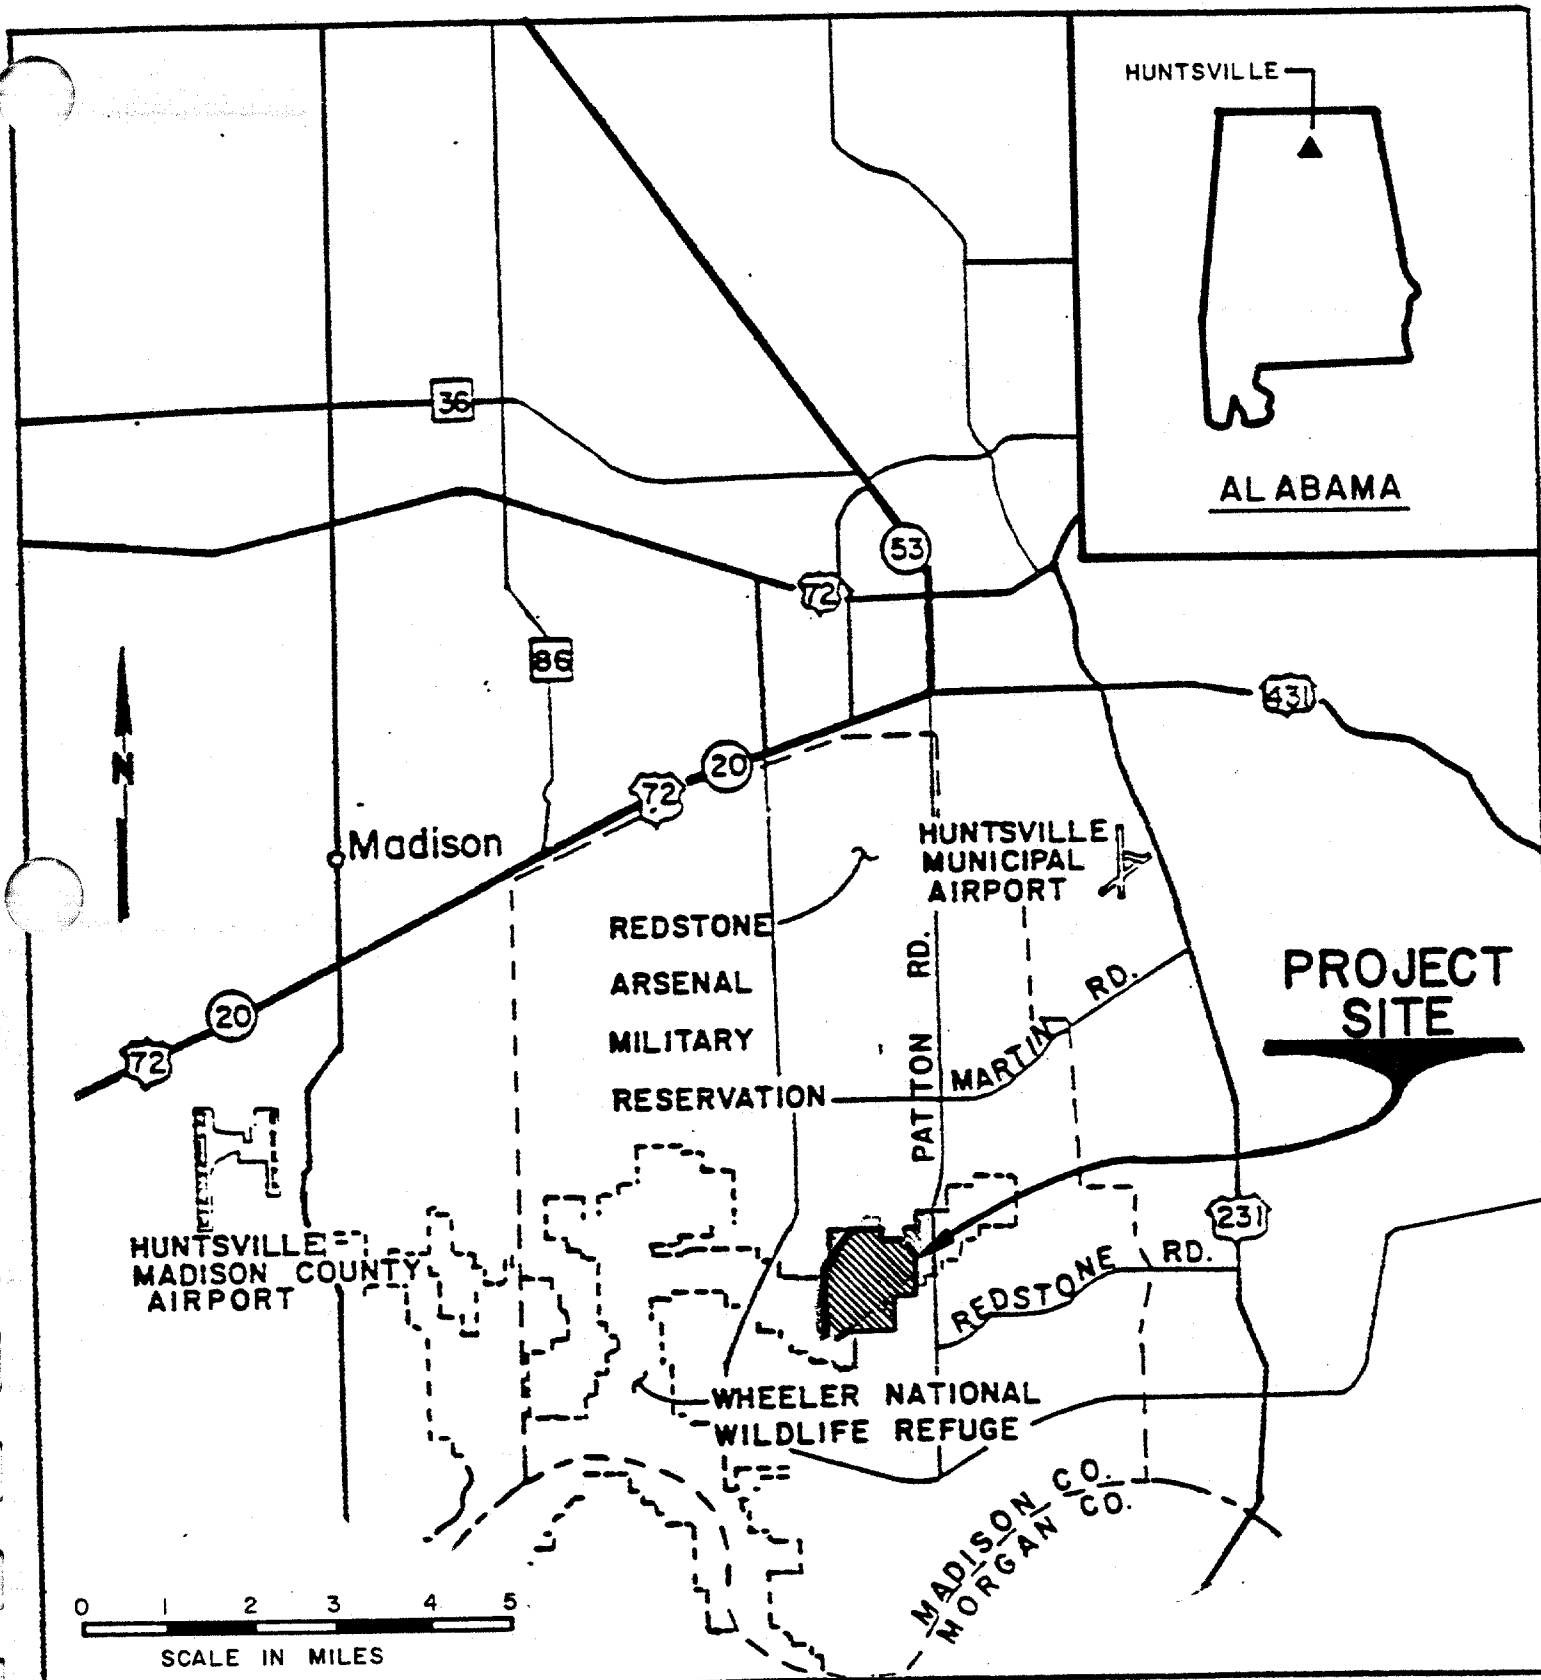 HUNTSVILLE
ALABAMA
36
53
72
86
431
20
72
N
Madison
HUNTSVILLE
MUNICIPAL
AIRPORT
REDSTONE
ARSENAL
MILITARY
RESERVATION
PATTON RD.
MARTIN RD.
PROJECT
SITE
20
72
231
HUNTSVILLE
MADISON COUNTY
AIRPORT
REDSTONE RD.
WHEELER NATIONAL
WILDLIFE REFUGE
MADISON CO.
MORGAN CO.
0 1 2 3 4 5
SCALE IN MILES